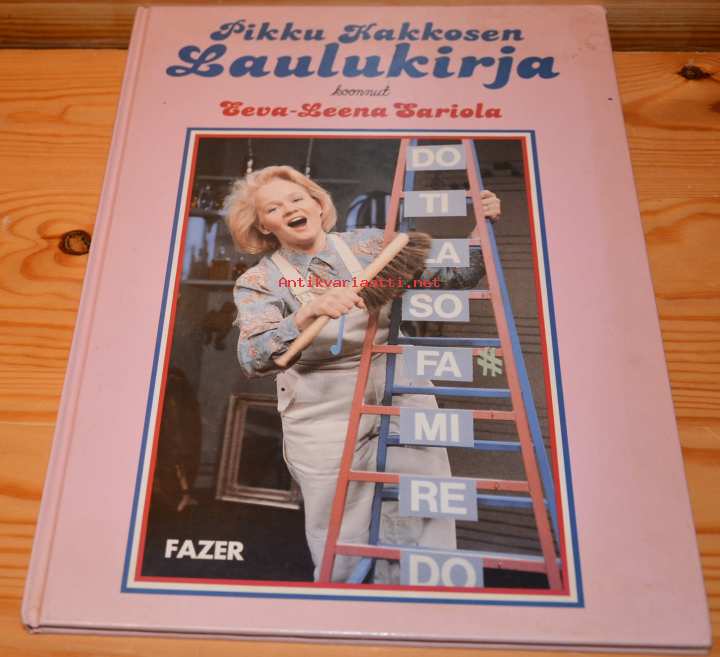 Pikku Kakkosen
Laulukirja
koonnut
Eeva-Leena Sariola
DO
TI
LA
Antikvariaatti.net
SO
FA #
MI
RE
DO
FAZER